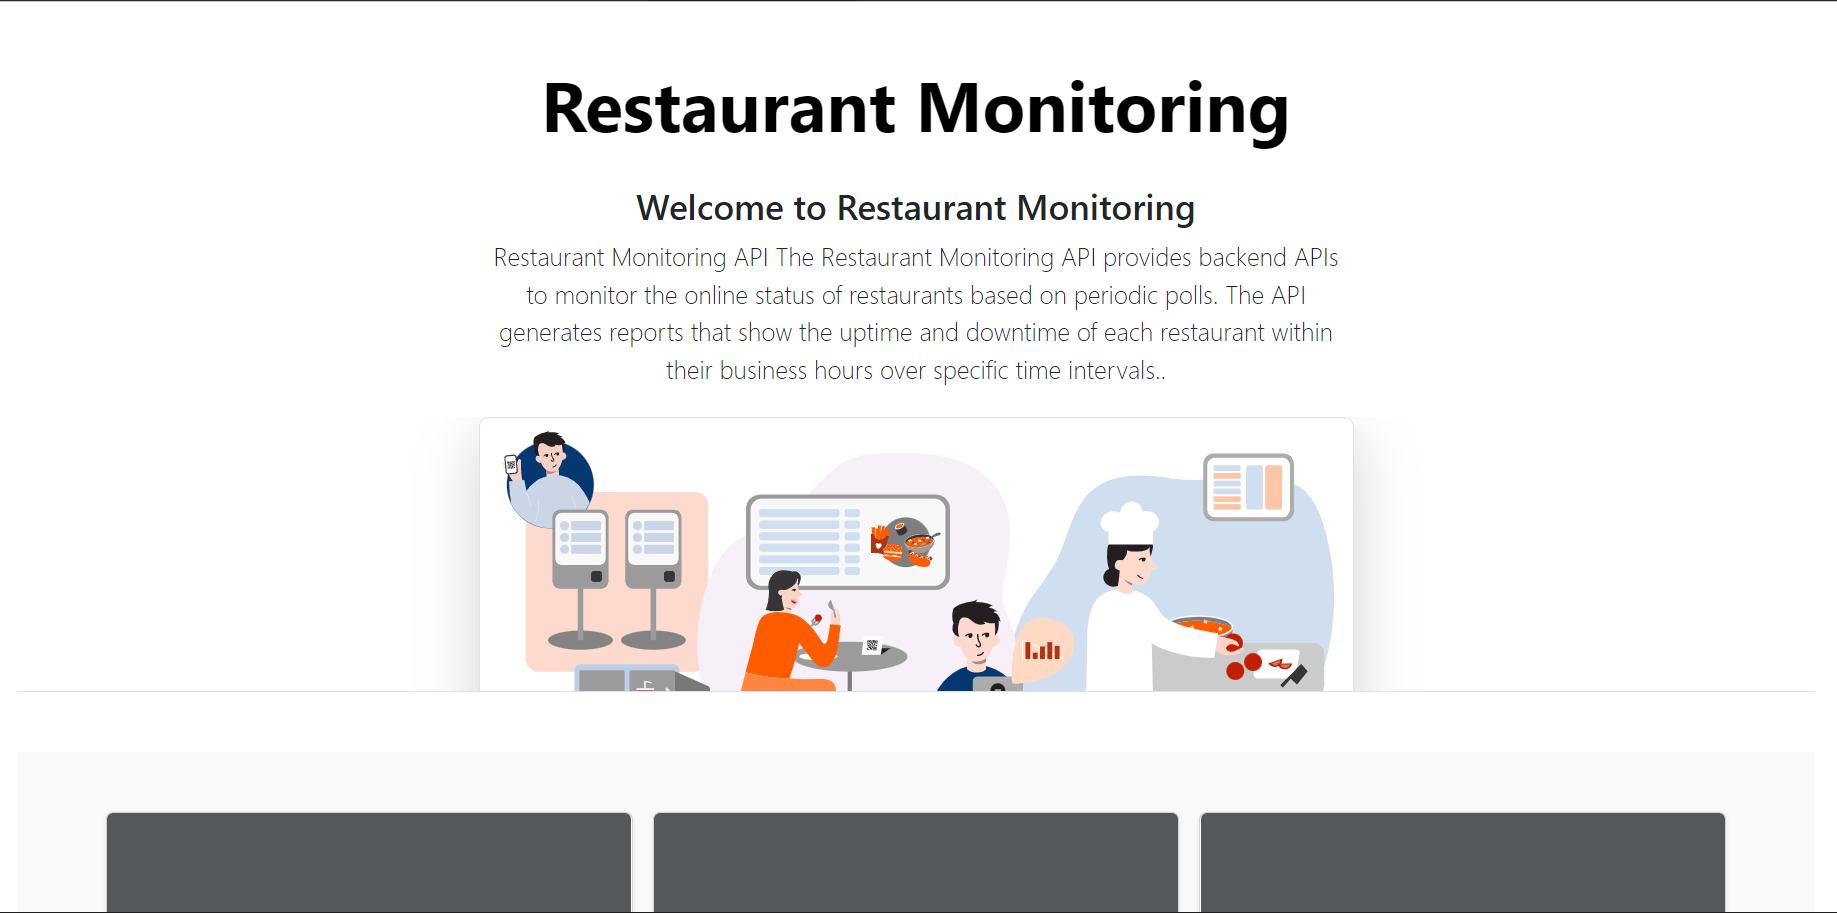 Restaurant Monitoring
Welcome to Restaurant Monitoring
Restaurant Monitoring API The Restaurant Monitoring API provides backend APIs
to monitor the online status of restaurants based on periodic polls. The API
generates reports that show the uptime and downtime of each restaurant within
their business hours over specific time intervals..